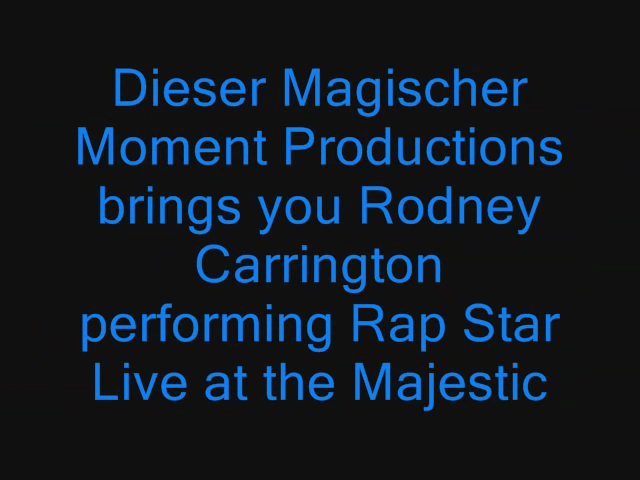 Dieser Magischer
Moment Productions
brings you Rodney
Carrington
performing Rap Star
Live at the Majestic